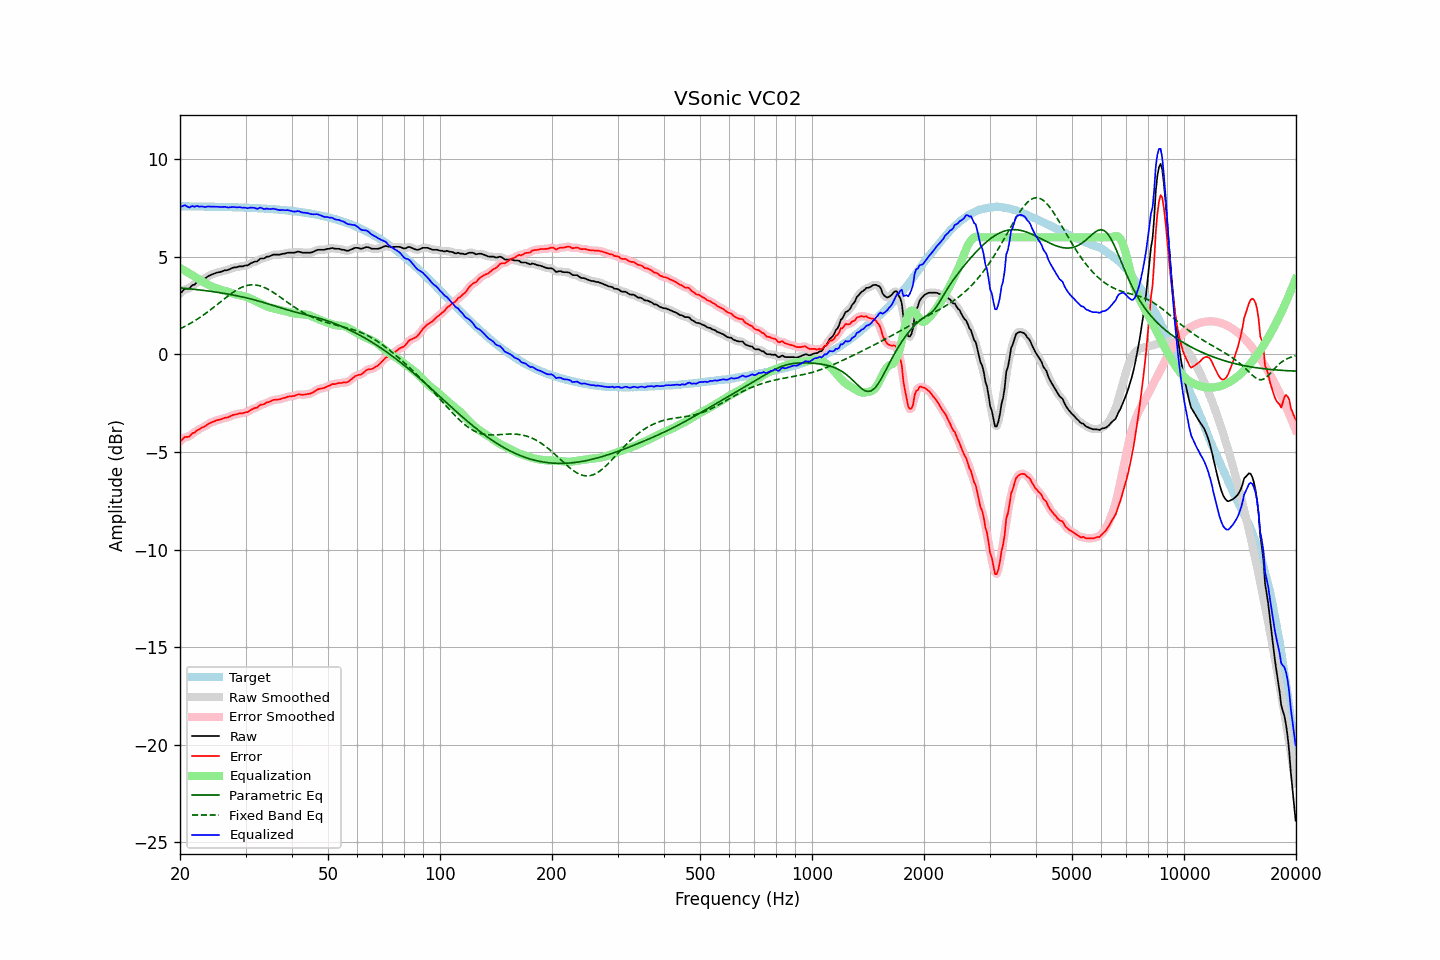 VSonic VC02
10
5
0
−5
−10
−15
−20
−25
Amplitude (dBr)
Target
Raw Smoothed
Error Smoothed
Raw
Error
Equalization
Parametric Eq
Fixed Band Eq
Equalized
20 50 100 200 500 1000 2000 5000 10000 20000
Frequency (Hz)